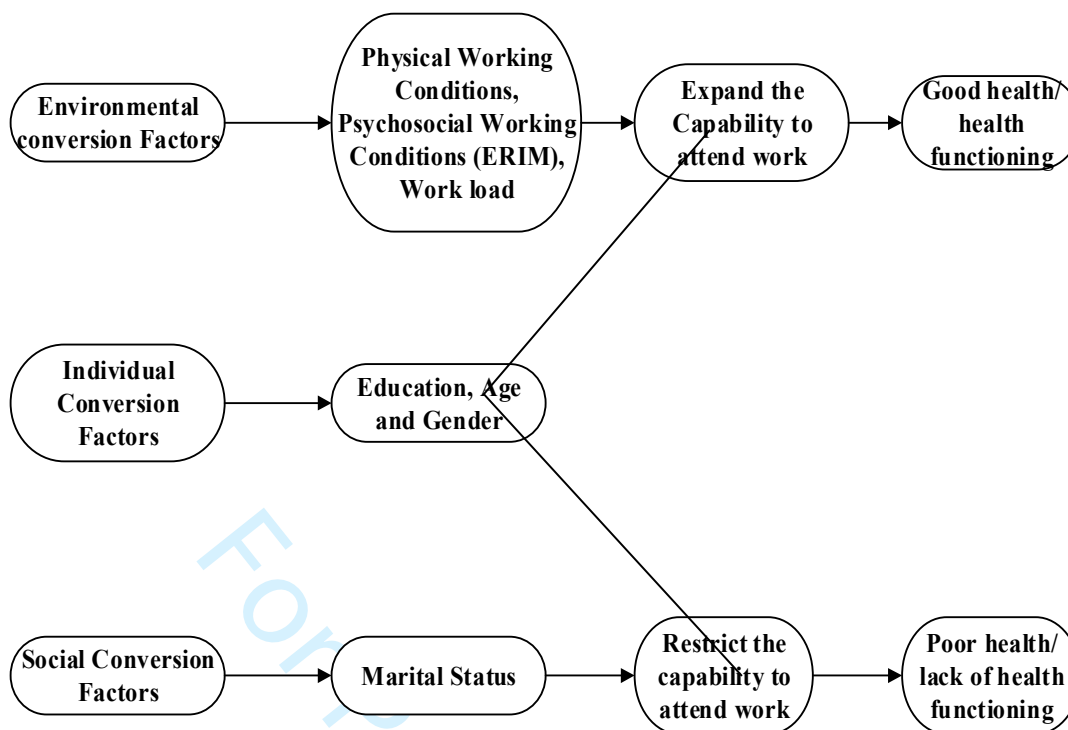 Environmental
conversion Factors
Physical Working
Conditions,
Psychosocial Working
Conditions (ERIM),
Work load
Expand the
Capability to
attend work
Good health/
health
functioning
Individual
Conversion
Factors
Education, Age
and Gender
Social Conversion
Factors
Marital Status
Restrict the
capability to
attend work
Poor health/
lack of health
functioning
For